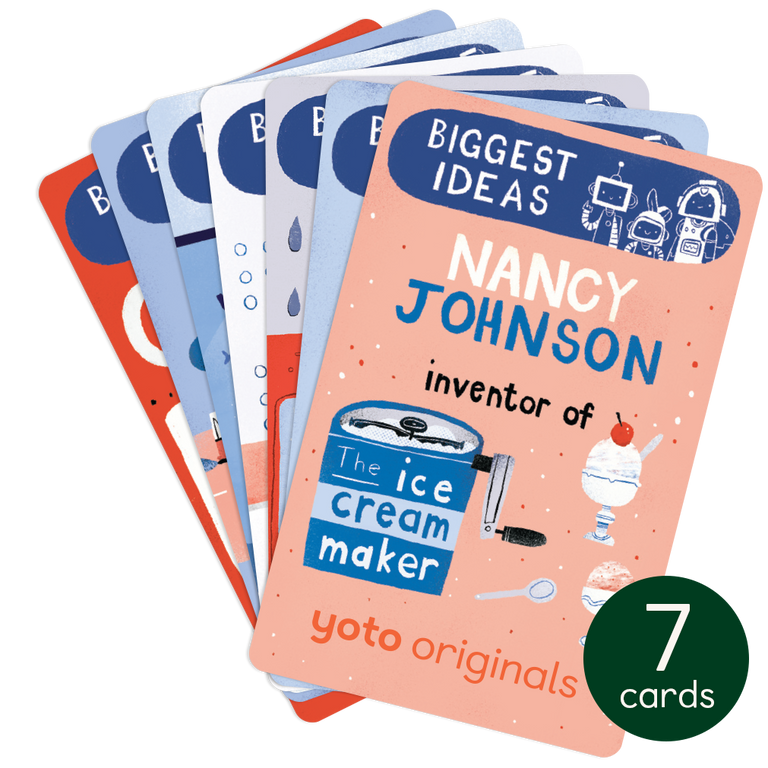 BIGGEST
IDEAS
NANCY
JOHNSON
inventor of
The ice
cream
maker
yoto originals
7
cards
B
B
B
B
B